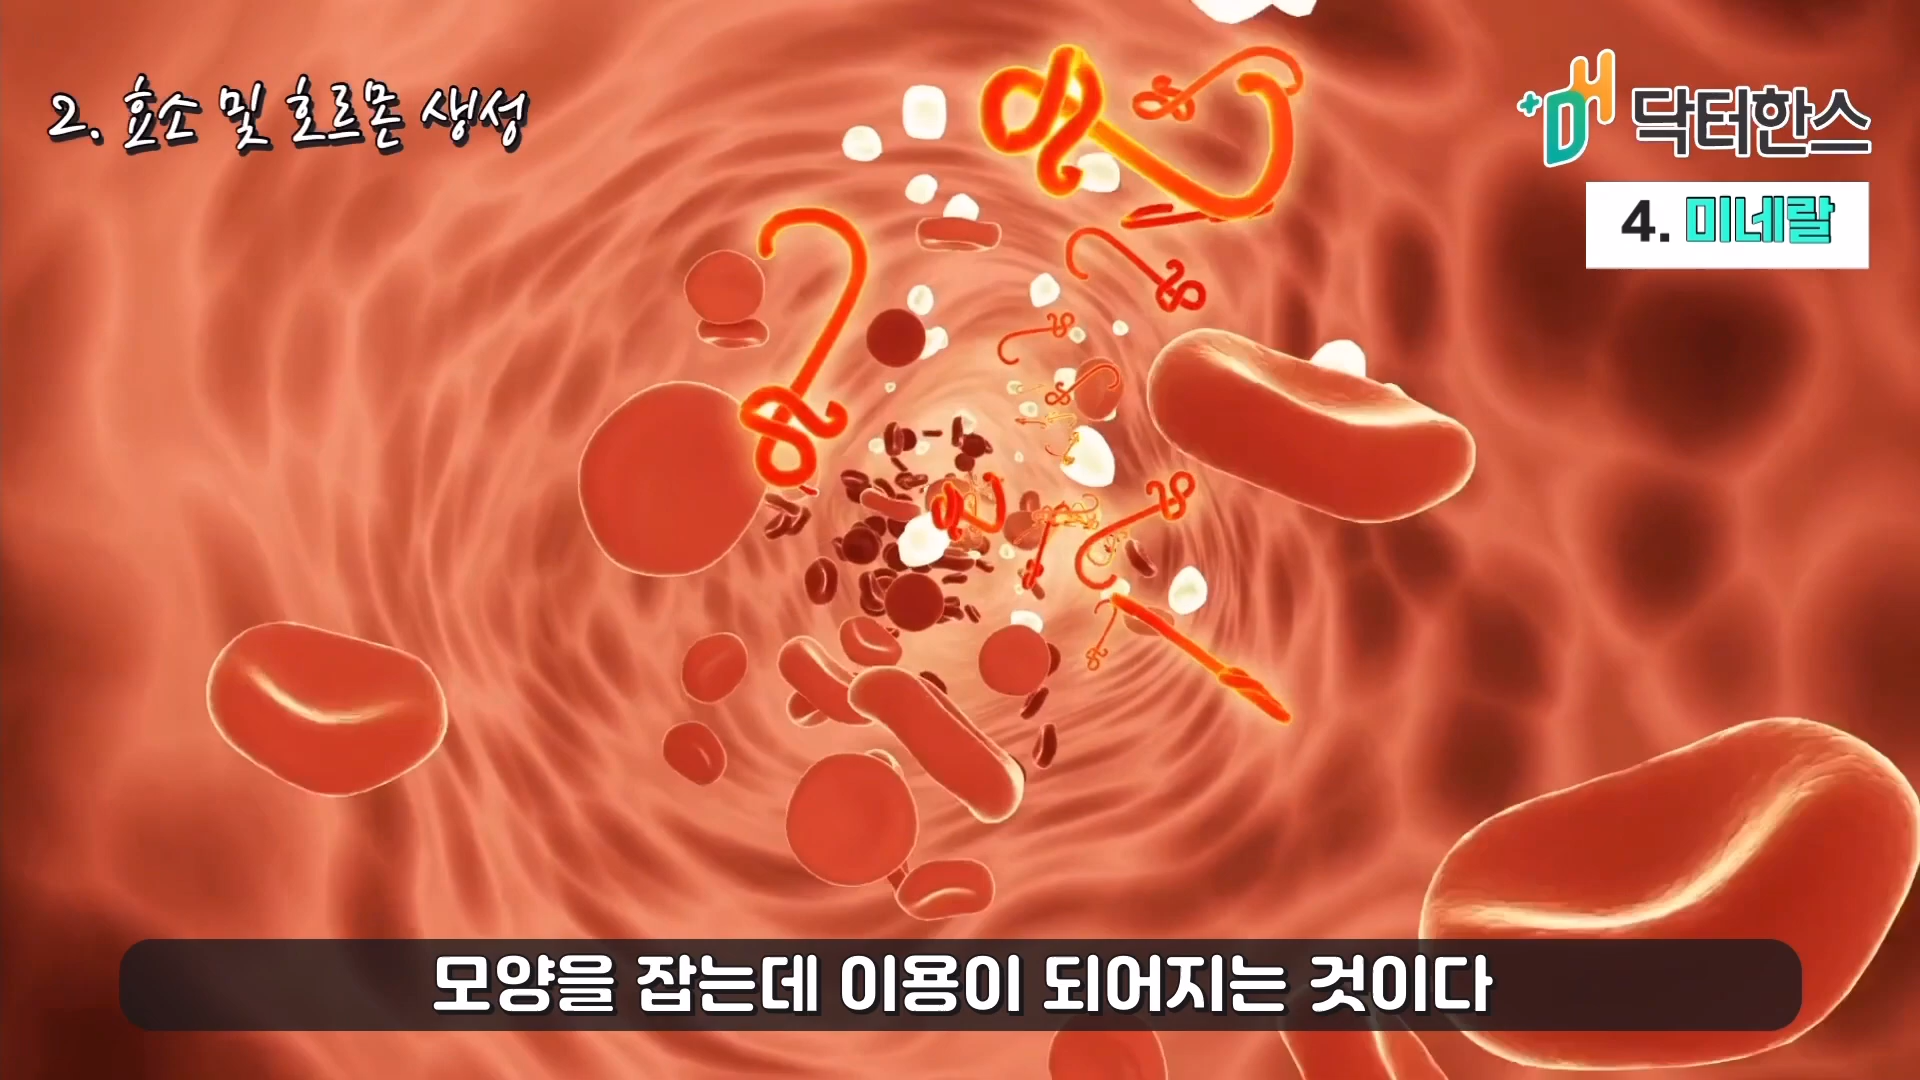 2. 효소 및 호르몬 생성
+DH 닥터한스
4. 미네랄
모양을 잡는데 이용이 되어지는 것이다